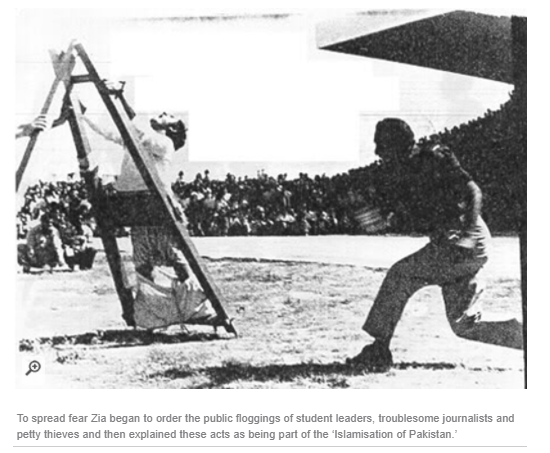 To spread fear Zia began to order the public floggings of student leaders, troublesome journalists and
petty thieves and then explained these acts as being part of the ‘Islamisation of Pakistan.’